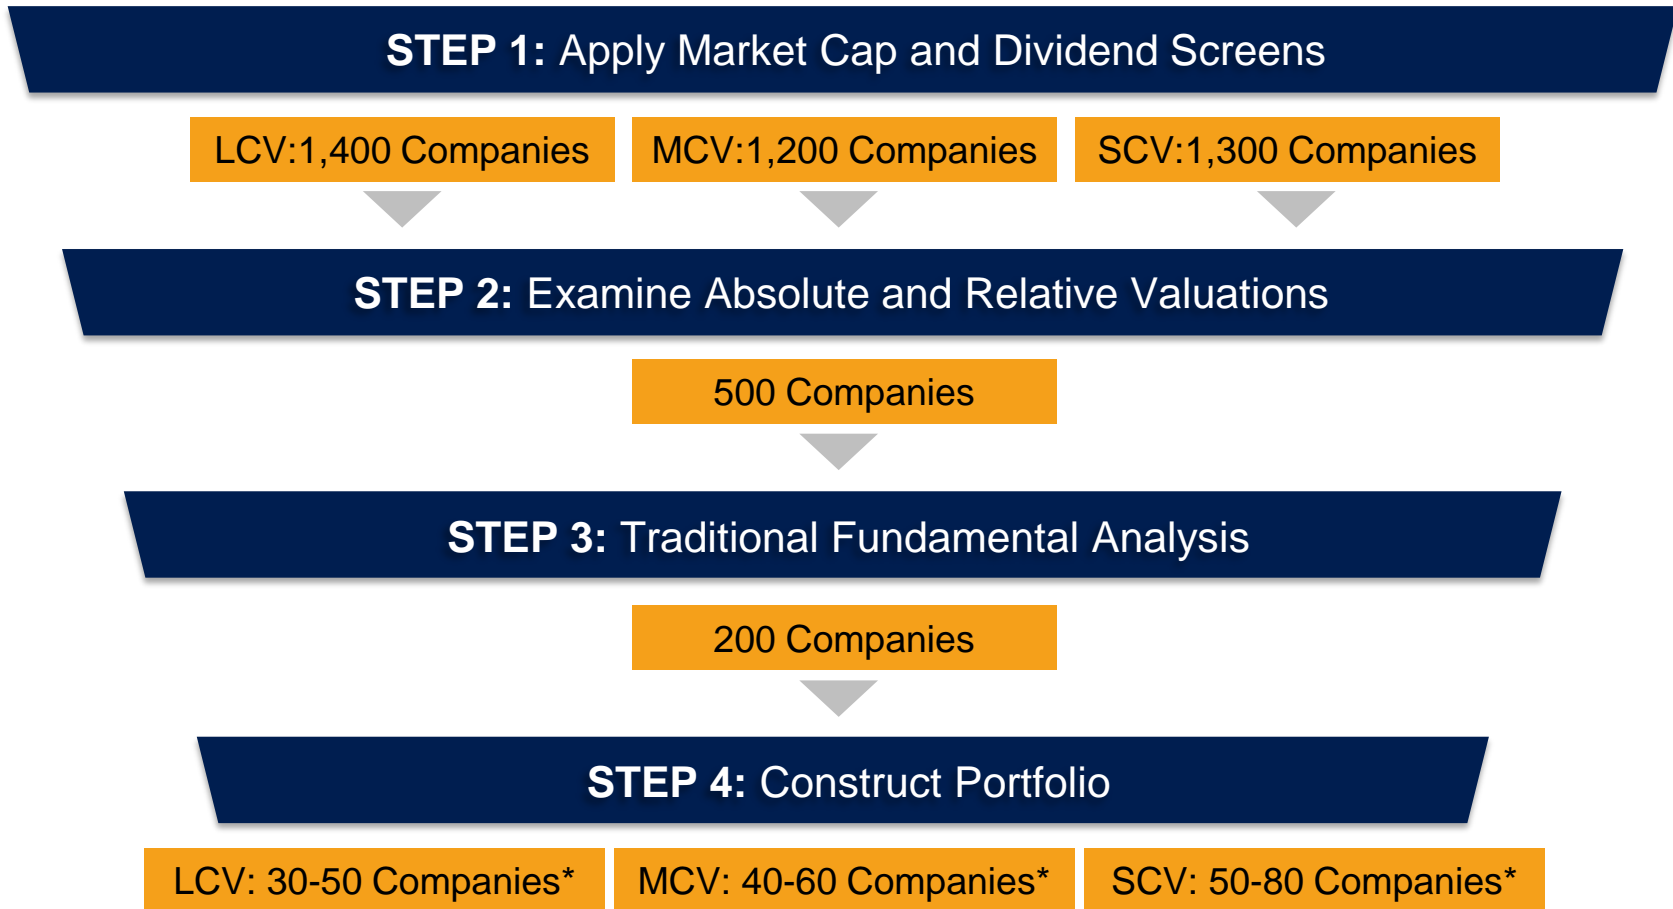 STEP 1: Apply Market Cap and Dividend Screens
LCV:1,400 Companies
MCV:1,200 Companies
SCV:1,300 Companies
STEP 2: Examine Absolute and Relative Valuations
500 Companies
STEP 3: Traditional Fundamental Analysis
200 Companies
STEP 4: Construct Portfolio
LCV: 30-50 Companies*
MCV: 40-60 Companies*
SCV: 50-80 Companies*